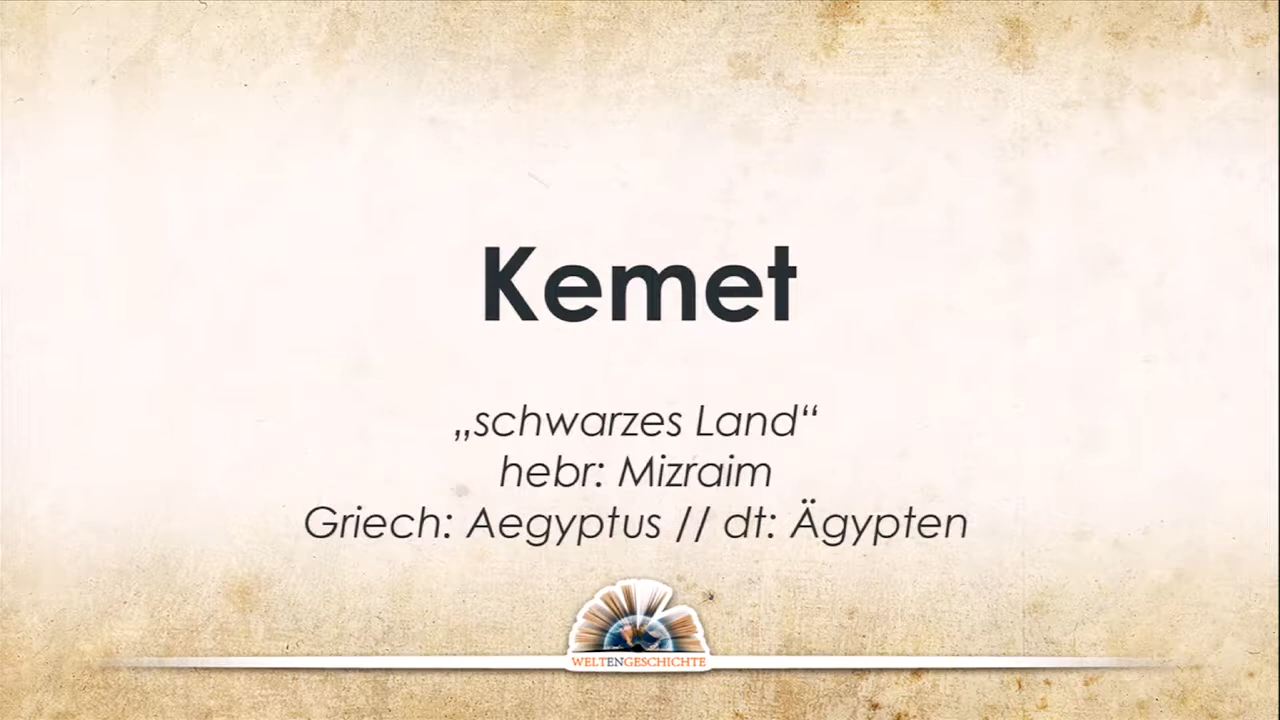 Kemet
„schwarzes Land“
hebr: Mizraim
Griech: Aegyptus // dt: Ägypten
WELTENGESCHICHTE